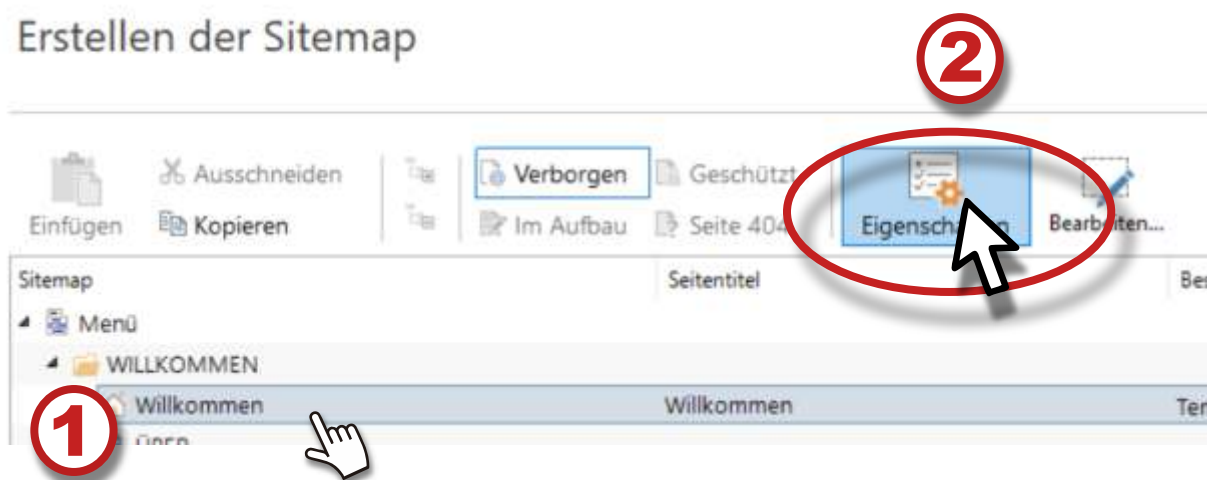 Erstellen der Sitemap
2
Ausschneiden
Verborgen
Geschützt
Einfügen
Kopieren
Im Aufbau
Seite 404
Bearbeiten...
Sitemap
Seitentitel
Menü
WILLKOMMEN
Willkommen
Willkommen
1